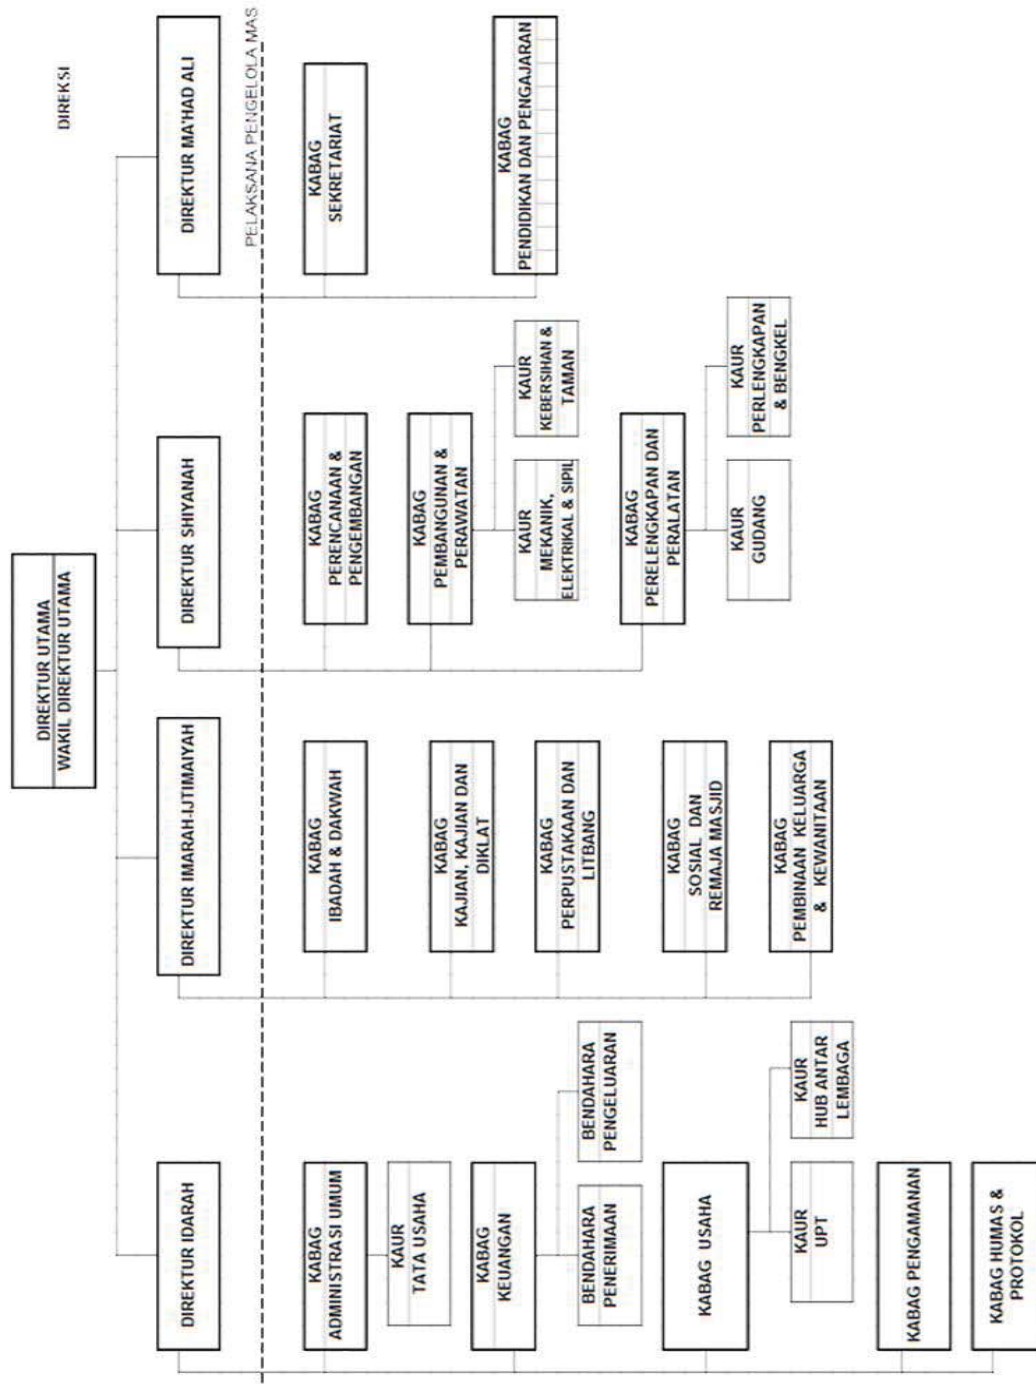 DIREKSI
DIREKTUR UTAMA
WAKIL DIREKTUR UTAMA
DIREKTUR IDARAH
DIREKTUR IMARAH-IJTIMAIYAH
DIREKTUR SHIYANAH
DIREKTUR MA'HAD ALI
PELAKSANA PENGELOLA MAS
KABAG
ADMINISTRASI UMUM
KAUR
TATA USAHA
KABAG
KEUANGAN
BENDAHARA
PENERIMAAN
BENDAHARA
PENGELUARAN
KABAG USAHA
KAUR
UPT
KAUR
HUB ANTAR
LEMBAGA
KABAG PENGAMANAN
KABAG HUMAS &
PROTOKOL
KABAG
IBADAH & DAKWAH
KABAG
KAJIAN, KAJIAN DAN
DIKLAT
KABAG
PERPUSTAKAAN DAN
LITBANG
KABAG
SOSIAL DAN
REMAJA MASJID
KABAG
PEMBINAAN KELUARGA
& KEWANITAAN
KABAG
PERENCANAAN &
PENGEMBANGAN
KABAG
PEMBANGUNAN &
PERAWATAN
KAUR
MEKANIK,
ELEKTRIKAL & SIPIL
KAUR
KEBERSIHAN &
TAMAN
KABAG
PERELENGKAPAN DAN
PERALATAN
KAUR
GUDANG
KAUR
PERLENGKAPAN
& BENGKEL
KABAG
SEKRETARIAT
KABAG
PENDIDIKAN DAN PENGAJARAN